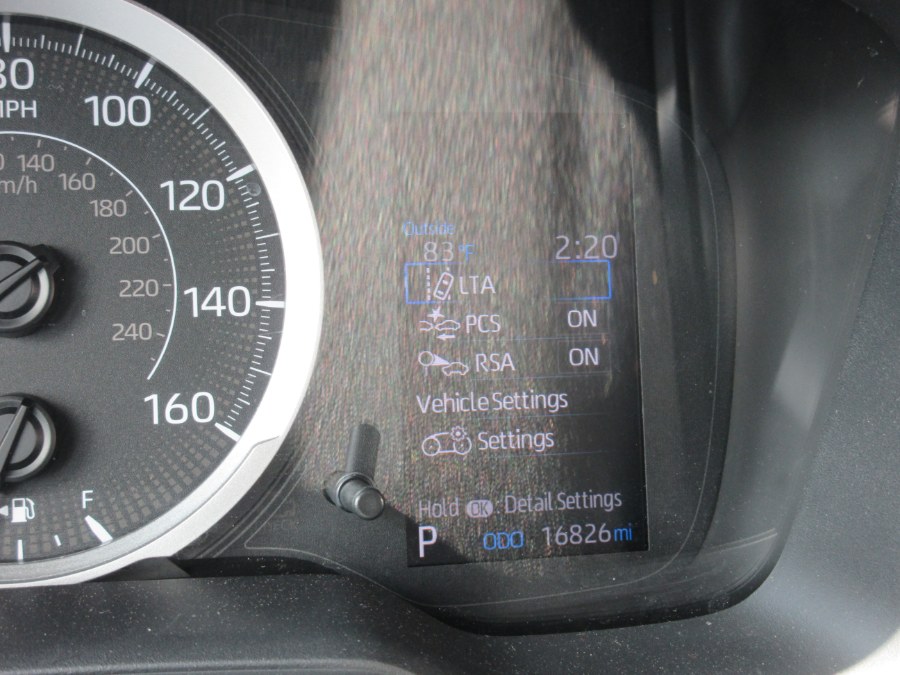 80
MPH
100
120
140
160
140
km/h
160
180
200
220
240
F
Outside
83°F 2:20
LTA
PCS ON
RSA ON
Vehicle Settings
Settings
Hold OK : Detail Settings
P ODO 16826 mi